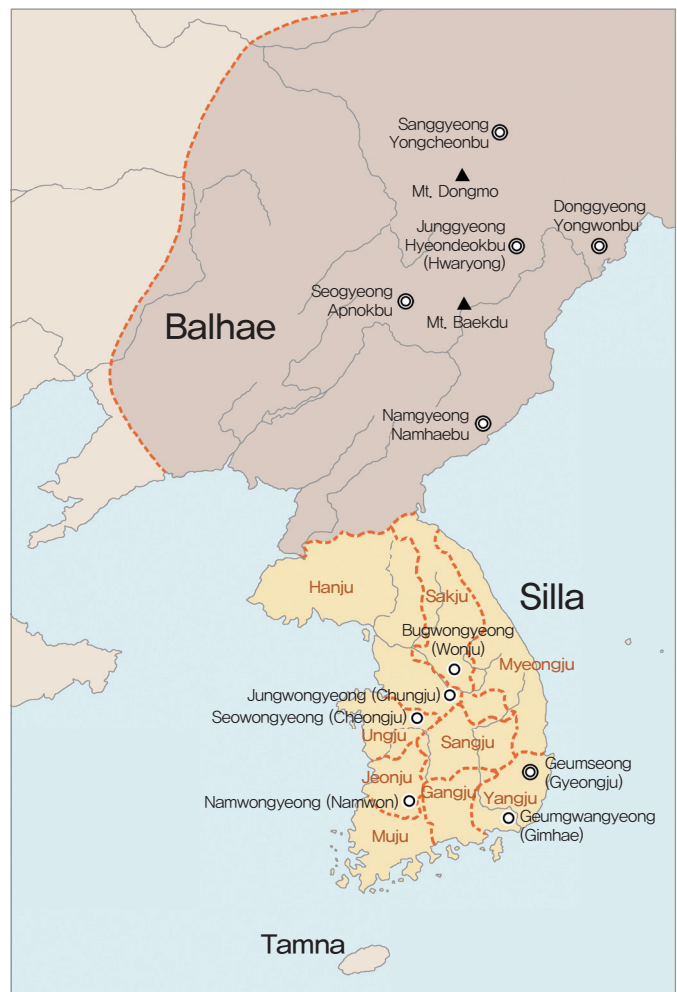 Sanggyeong
Yongcheonbu
Mt. Dongmo
Donggyeong
Yongwonbu
Junggyeong
Hyeondeokbu
(Hwaryong)
Seogyeong
Apnokbu
Mt. Baekdu
Balhae
Namgyeong
Namhaebu
Hanju
Sakju
Silla
Bugwongyeong
(Wonju)
Myeongju
Jungwongyeong (Chungju)
Seowongyeong (Cheongju)
Ungju
Sangju
Geumseong
(Gyeongju)
Jeonju
Gangju
Yangju
Namwongyeong (Namwon)
Geumgwangyeong
(Gimhae)
Muju
Tamna